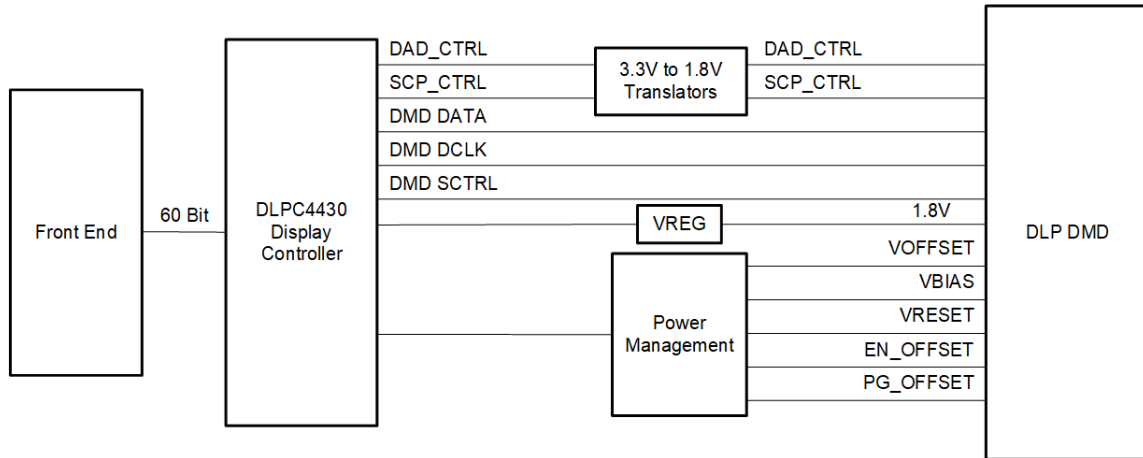 DAD_CTRL
DAD_CTRL
3.3V to 1.8V
Translators
SCP_CTRL
SCP_CTRL
DMD DATA
DMD DCLK
DMD SCTRL
Front End
60 Bit
DLPC4430
Display
Controller
VREG
1.8V
DLP DMD
VOFFSET
VBIAS
Power
Management
VRESET
EN_OFFSET
PG_OFFSET